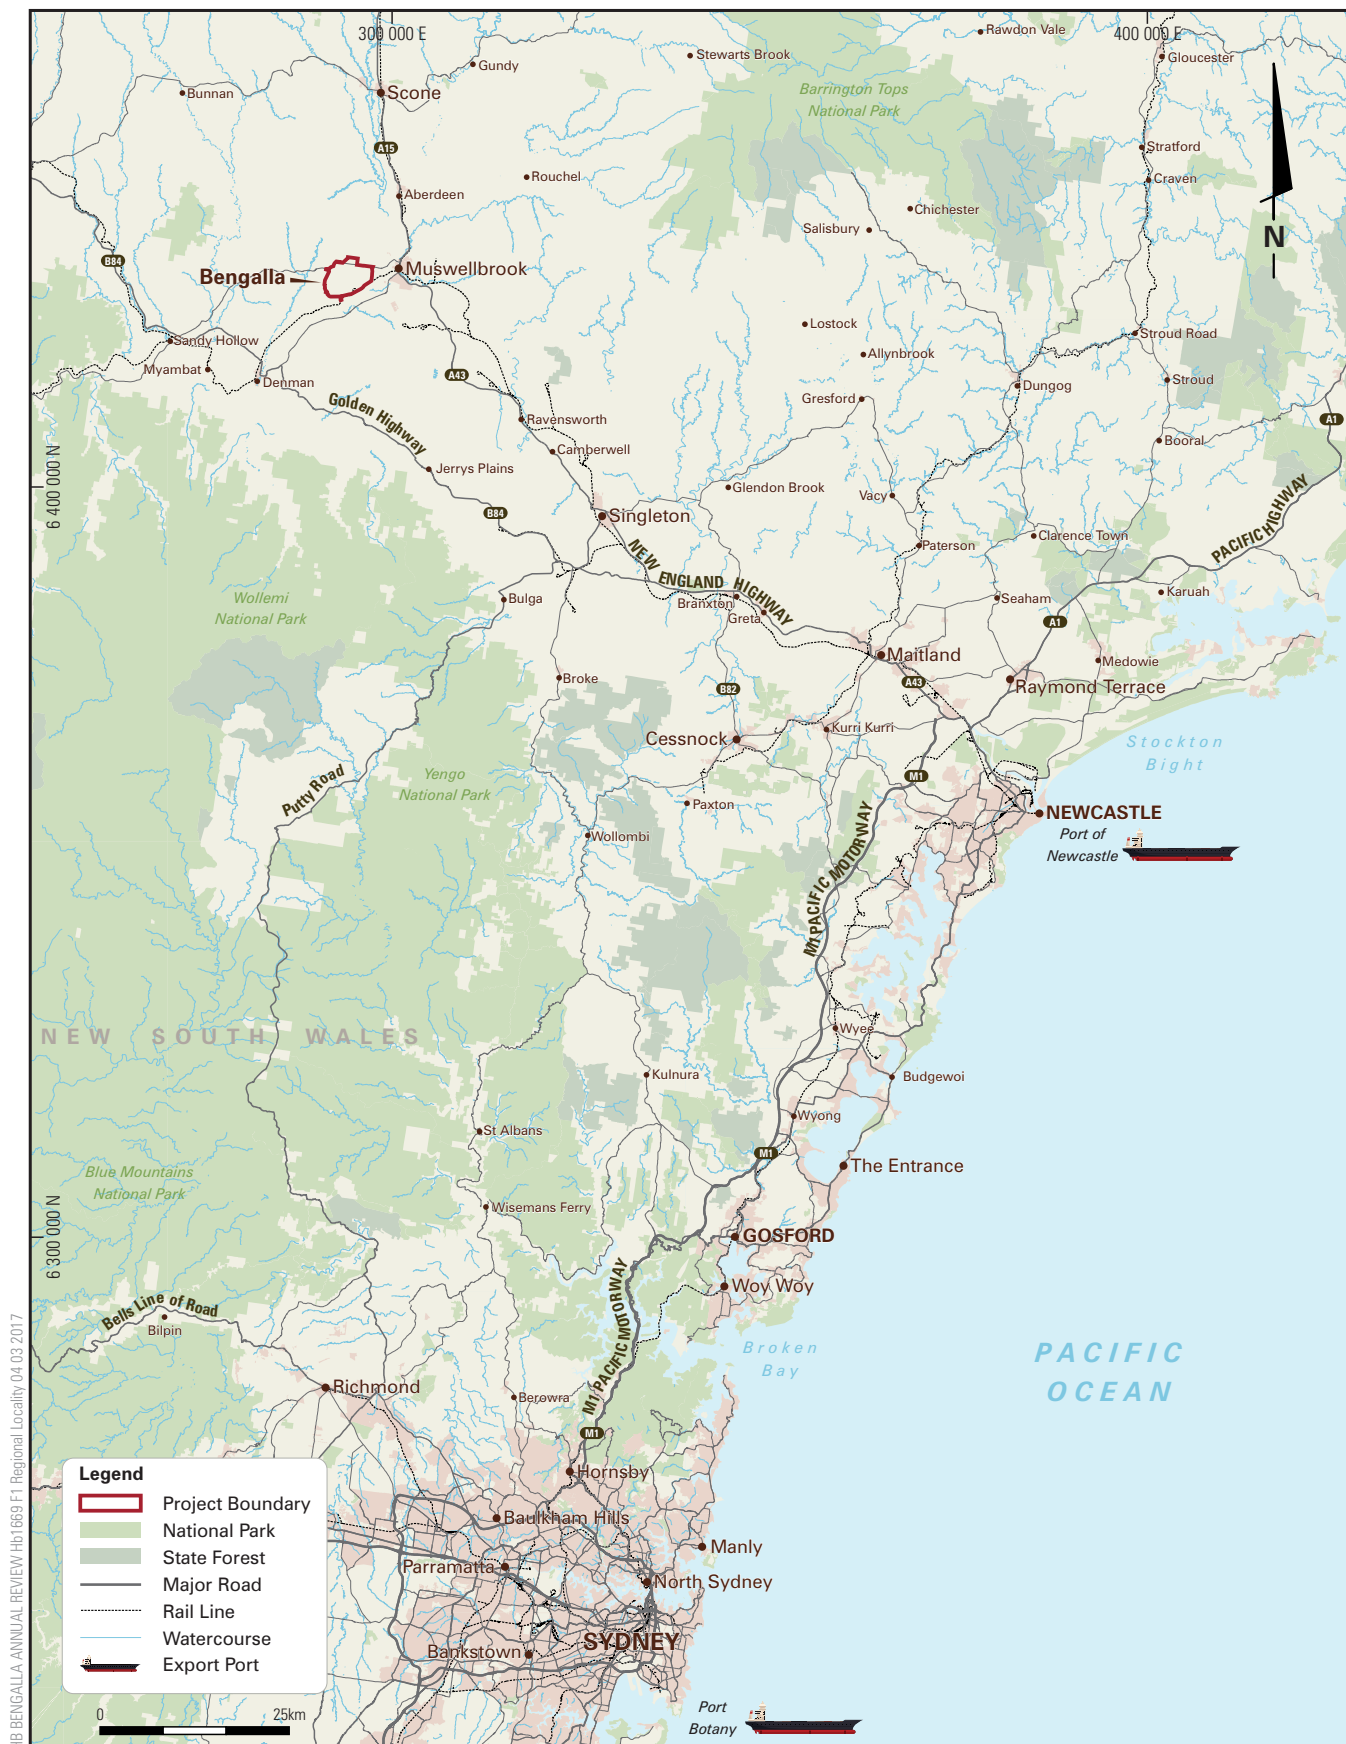 300 000 E
400 000 E
Rawdon Vale
Stewarts Brook
Gloucester
Gundy
Scone
Bunnan
Barrington Tops
National Park
A15
Stratford
Rouchel
Craven
Aberdeen
Chichester
Salisbury
N
B84
Bengalla
Muswellbrook
Lostock
Stroud Road
Sandy Hollow
Allynbrook
Myambat
A43
Denman
Dungog
Stroud
Golden Highway
Gresford
Ravensworth
A1
Booral
Camberwell
Jerrys Plains
6 400 000 N
Glendon Brook
Vacy
B84
Singleton
PACIFIC HIGHWAY
Clarence Town
Paterson
NEW ENGLAND HIGHWAY
Wollemi
National Park
Bulga
Branxton
Greta
Seaham
Karuah
A1
Maitland
Medowie
Broke
B82
A43
Raymond Terrace
Kurri Kurri
Cessnock
Stockton
Bight
Yengo
National Park
Putty Road
M1
Paxton
NEWCASTLE
Port of
Newcastle
Wollombi
M1 PACIFIC MOTORWAY
NEW SOUTH WALES
Wyee
Kulnura
Budgewoi
Wyong
St Albans
M1
The Entrance
Blue Mountains
National Park
Wisemans Ferry
6 300 000 N
GOSFORD
Woy Woy
M1 PACIFIC MOTORWAY
Bells Line of Road
Bilpin
Broken
Bay
PACIFIC
OCEAN
Richmond
Berowra
M1
Hornsby
Baulkham Hills
Manly
Parramatta
North Sydney
SYDNEY
Bankstown
Port
Botany
Legend
Project Boundary
National Park
State Forest
Major Road
Rail Line
Watercourse
Export Port
0
25km
HB BENGALLA ANNUAL REVIEW Hb1669 F1 Regional Locality 04 03 2017